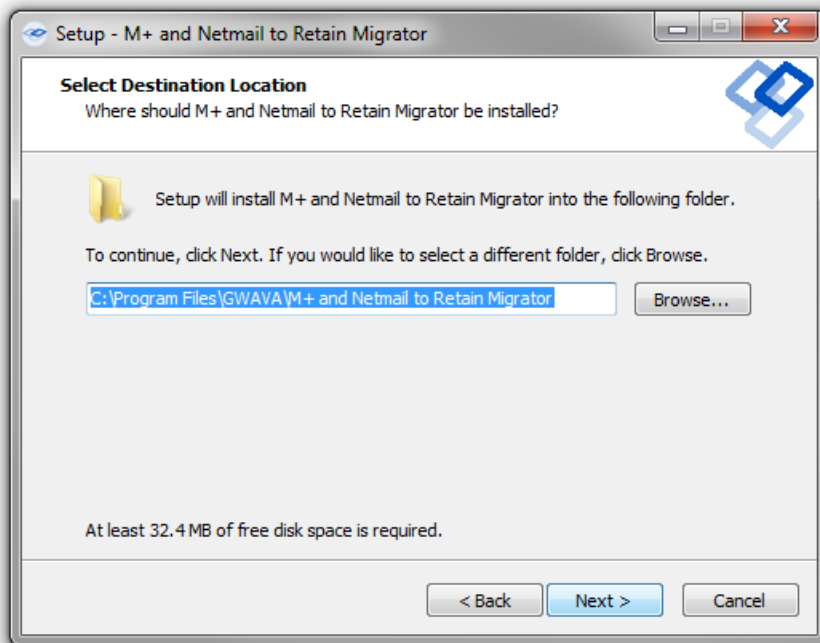 Setup - M+ and Netmail to Retain Migrator
Select Destination Location
Where should M+ and Netmail to Retain Migrator be installed?
Setup will install M+ and Netmail to Retain Migrator into the following folder.
To continue, click Next. If you would like to select a different folder, click Browse.
C:\Program Files\GWAVA\M+ and Netmail to Retain Migrator
Browse...
At least 32.4 MB of free disk space is required.
< Back
Next >
Cancel